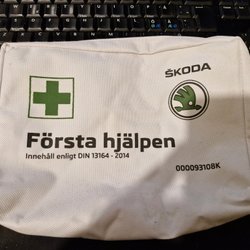 ŠKODA
Första hjälpen
Innehåll enligt DIN 13164 - 2014
000093108K